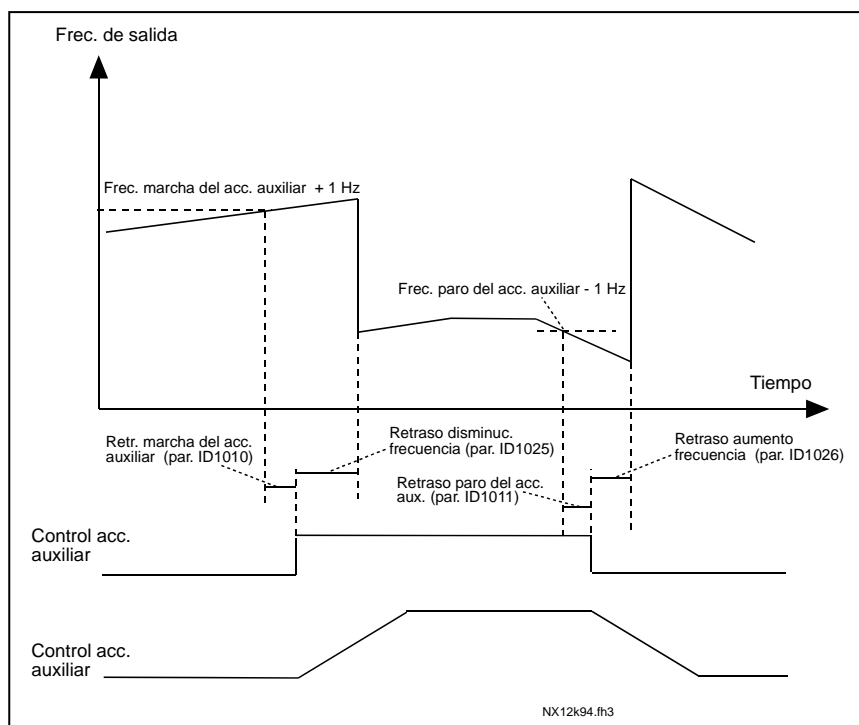 Frec. de salida
Frec. marcha del acc. auxiliar + 1 Hz
Frec. paro del acc. auxiliar - 1 Hz
Tiempo
Retr. marcha del acc.
auxiliar (par. ID1010)
Retraso disminuc.
frecuencia (par. ID1025)
Retraso paro del acc.
aux. (par. ID1011)
Retraso aumento
frecuencia (par. ID1026)
Control acc.
auxiliar
Control acc.
auxiliar
NX12k94.fh3